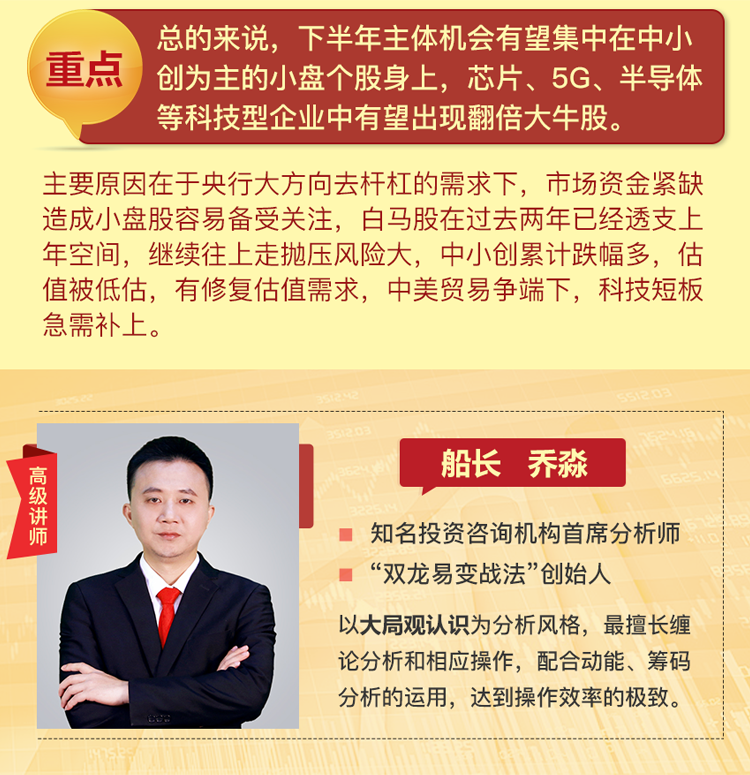 重点
总的来说，下半年主体机会有望集中在中小
创为主的小盘个股身上，芯片、5G、半导体
等科技型企业中有望出现翻倍大牛股。
主要原因在于央行大方向去杆杠的需求下，市场资金紧缺
造成小盘股容易备受关注，白马股在过去两年已经透支上
年空间，继续往上走抛压风险大，中小创累计跌幅多，估
值被低估，有修复估值需求，中美贸易争端下，科技短板
急需补上。
高级讲师
船长 乔淼
知名投资咨询机构首席分析师
“双龙易变战法”创始人
以大局观认识为分析风格，最擅长缠
论分析和相应操作，配合动能、筹码
分析的运用，达到操作效率的极致。